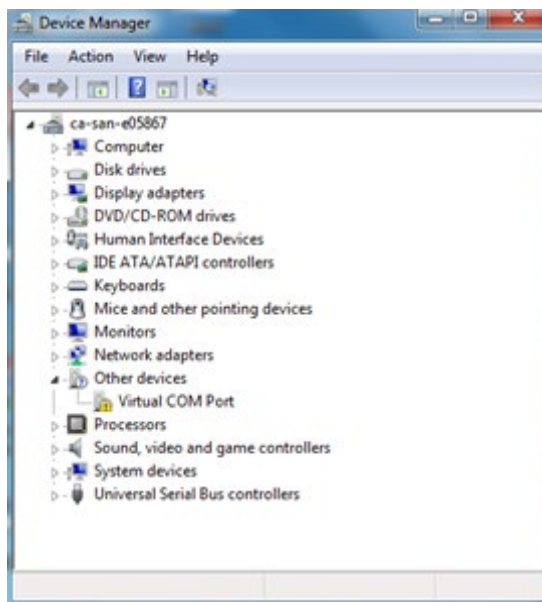 Device Manager
File Action View Help
ca-san-e05867
Computer
Disk drives
Display adapters
DVD/CD-ROM drives
Human Interface Devices
IDE ATA/ATAPI controllers
Keyboards
Mice and other pointing devices
Monitors
Network adapters
Other devices
Virtual COM Port
Processors
Sound, video and game controllers
System devices
Universal Serial Bus controllers